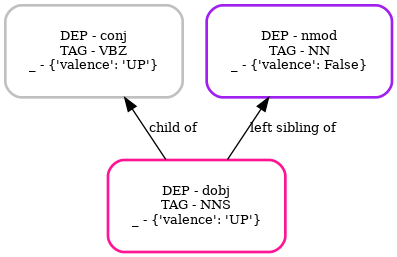 DEP - conj
TAG - VBZ
_ - {'valence': 'UP'}
DEP - nmod
TAG - NN
_ - {'valence': False}
child of
left sibling of
DEP - dobj
TAG - NNS
_ - {'valence': 'UP'}